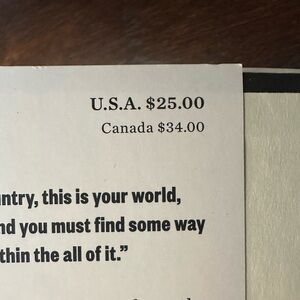 U.S.A. $25.00
Canada $34.00
untry, this is your world,
nd you must find some way
thin the all of it.”